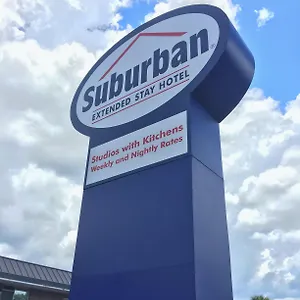 Suburban®
EXTENDED STAY HOTEL
Studios with Kitchens
Weekly and Nightly Rates